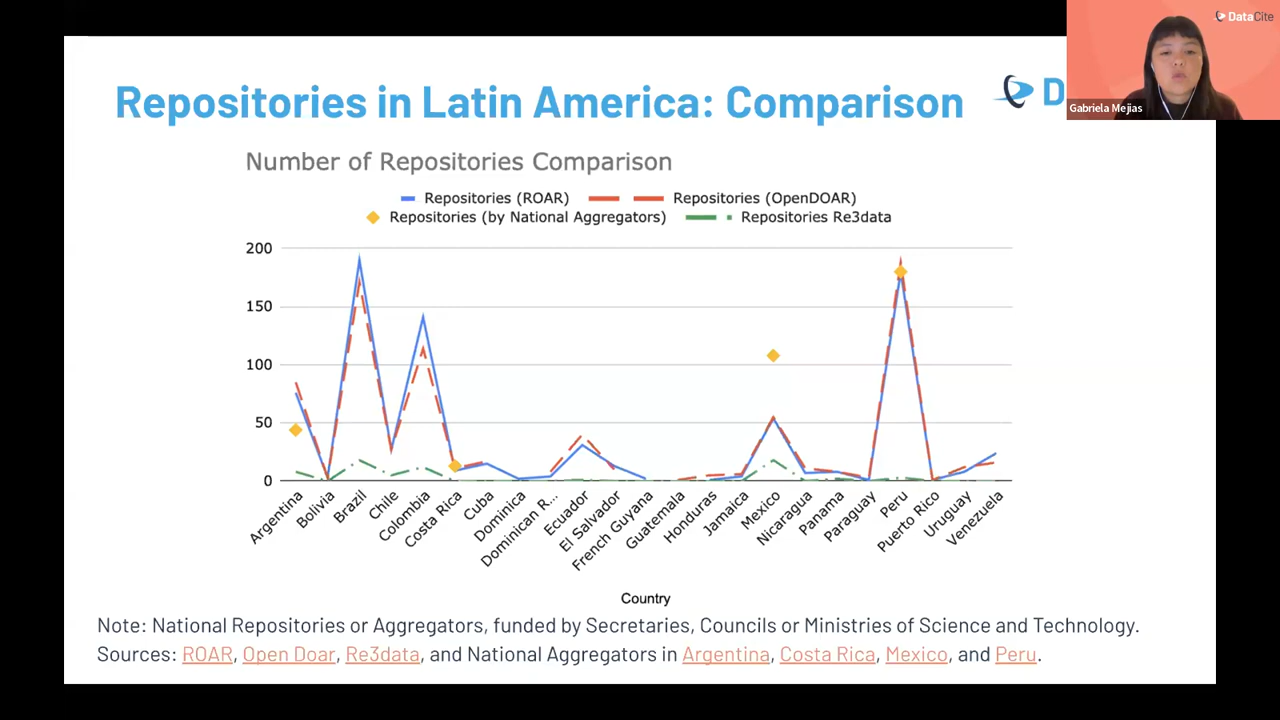 DataCite
Gabriela Mejias
Repositories in Latin America: Comparison
D
Number of Repositories Comparison
Repositories (ROAR) Repositories (OpenDOAR)
Repositories (by National Aggregators) Repositories Re3data
200
150
100
50
0
Argentina
Bolivia
Brazil
Chile
Colombia
Costa Rica
Cuba
Dominica
Dominican R...
Ecuador
El Salvador
French Guyana
Guatemala
Honduras
Jamaica
Mexico
Nicaragua
Panama
Paraguay
Peru
Puerto Rico
Uruguay
Venezuela
Country
Note: National Repositories or Aggregators, funded by Secretaries, Councils or Ministries of Science and Technology.
Sources: ROAR, Open Doar, Re3data, and National Aggregators in Argentina, Costa Rica, Mexico, and Peru.